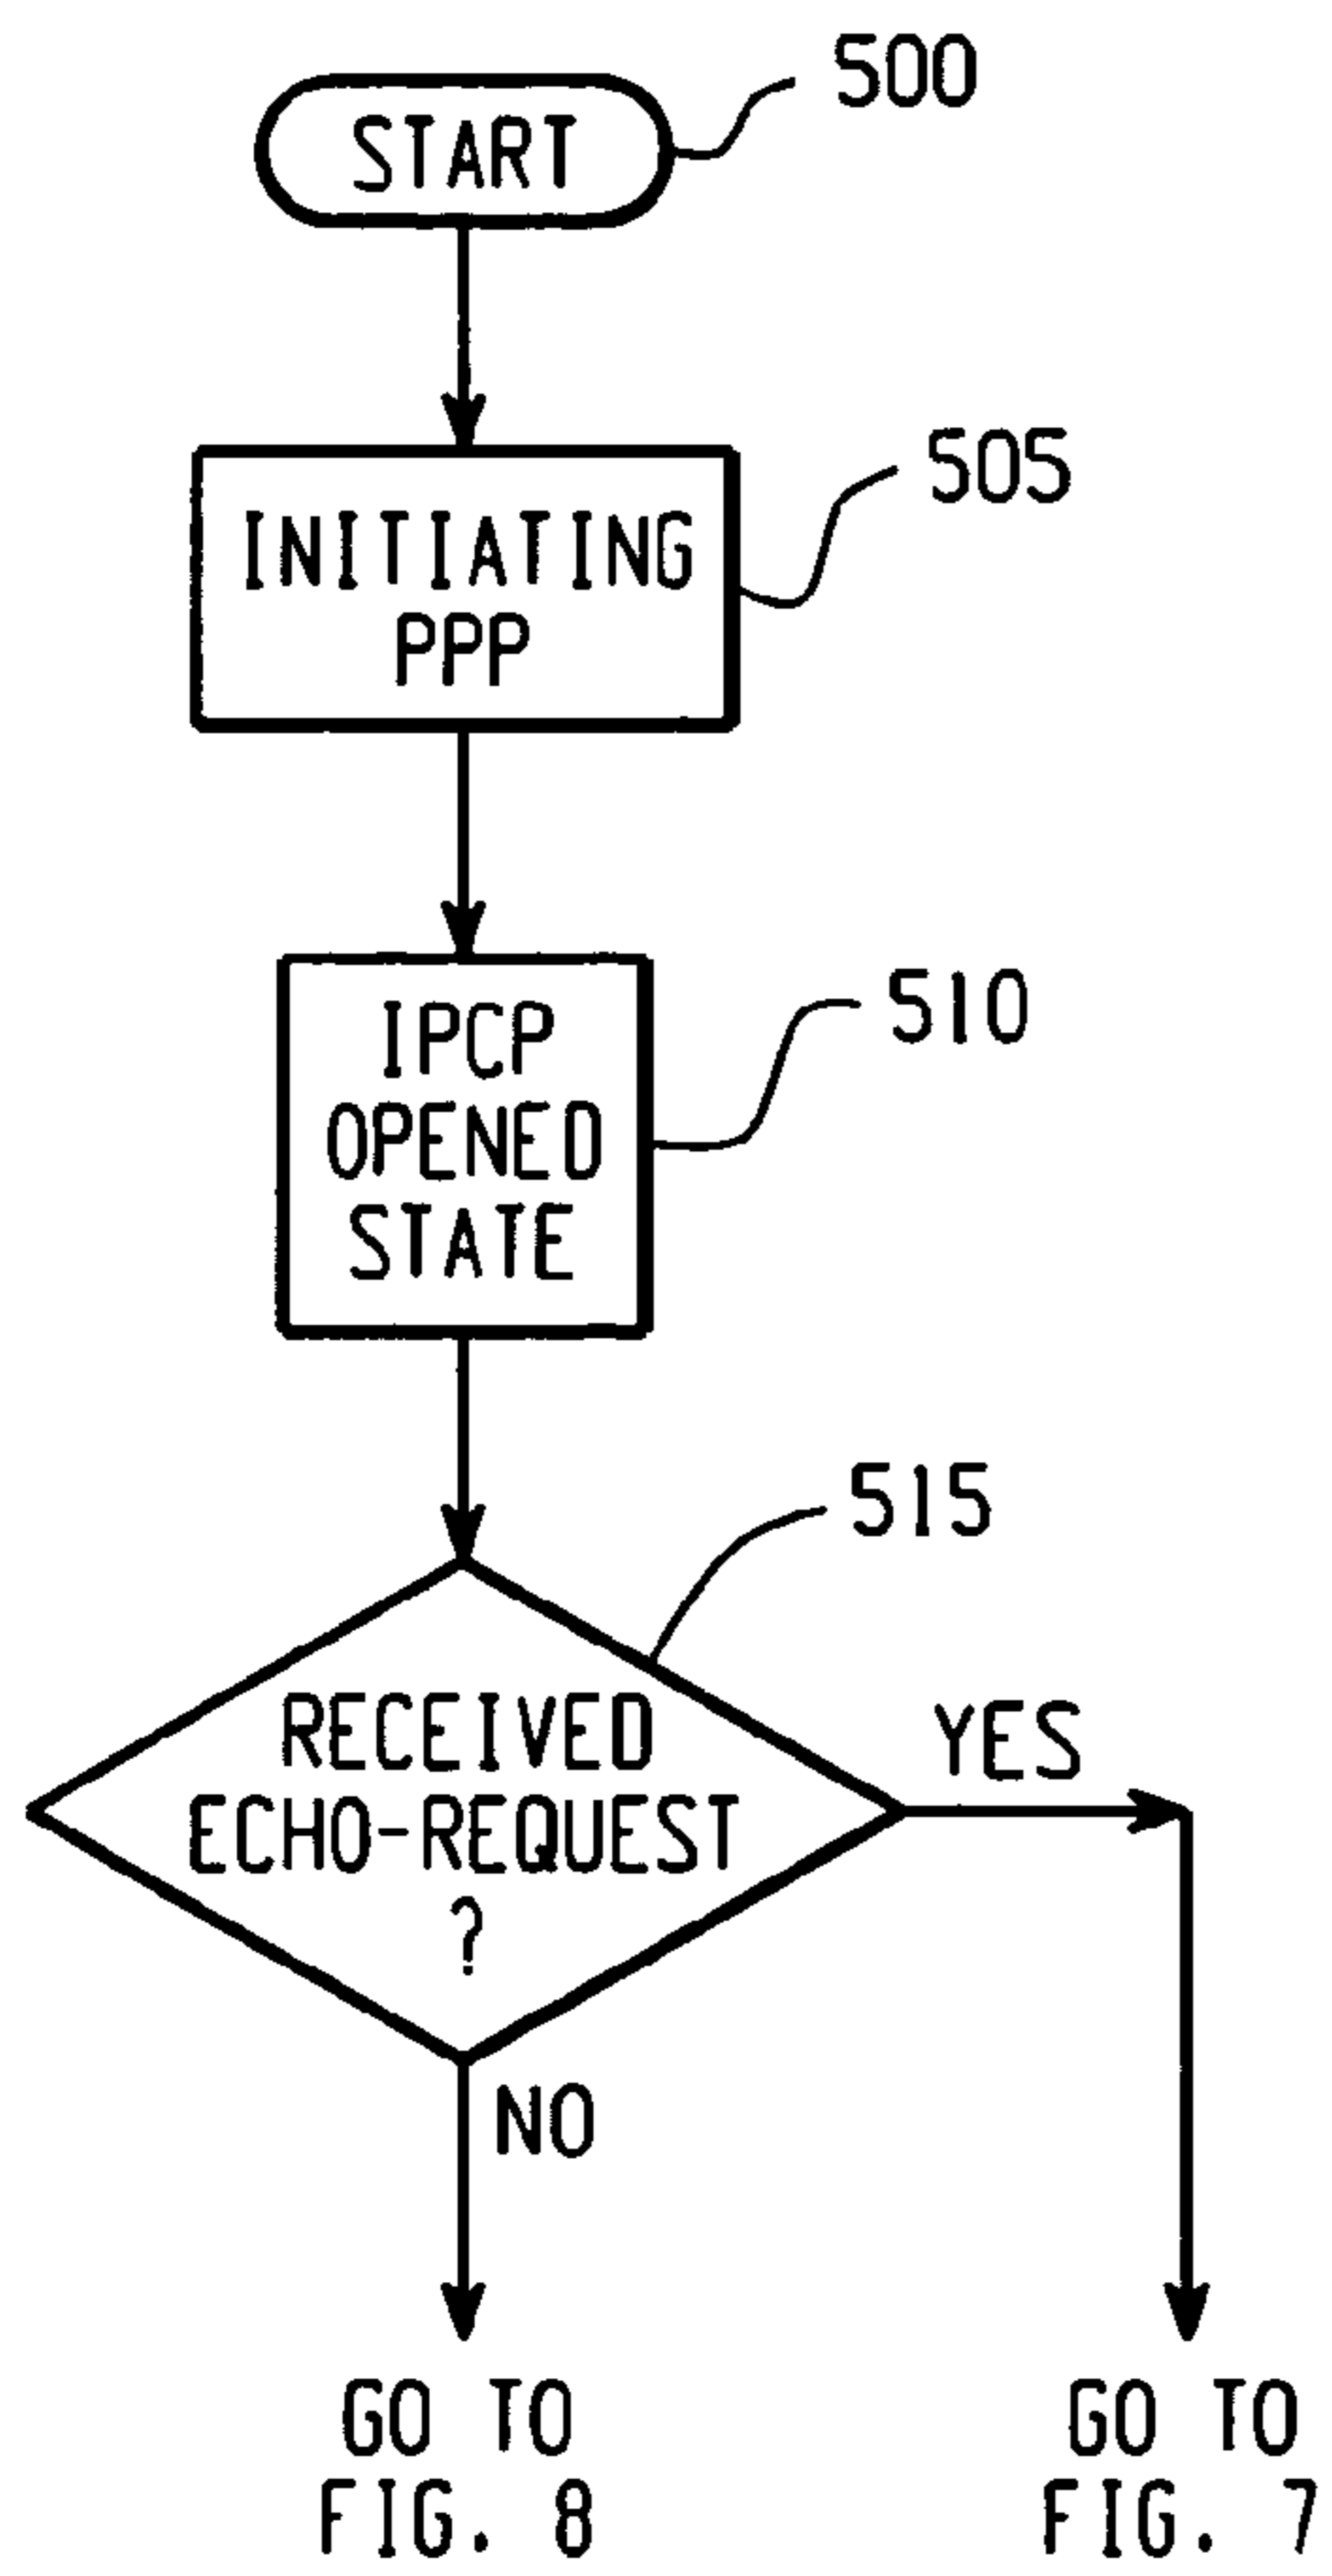 500
START
505
INITIATING
PPP
510
IPCP
OPENED
STATE
515
RECEIVED
ECHO-REQUEST
?
YES
NO
GO TO
FIG. 8
GO TO
FIG. 7